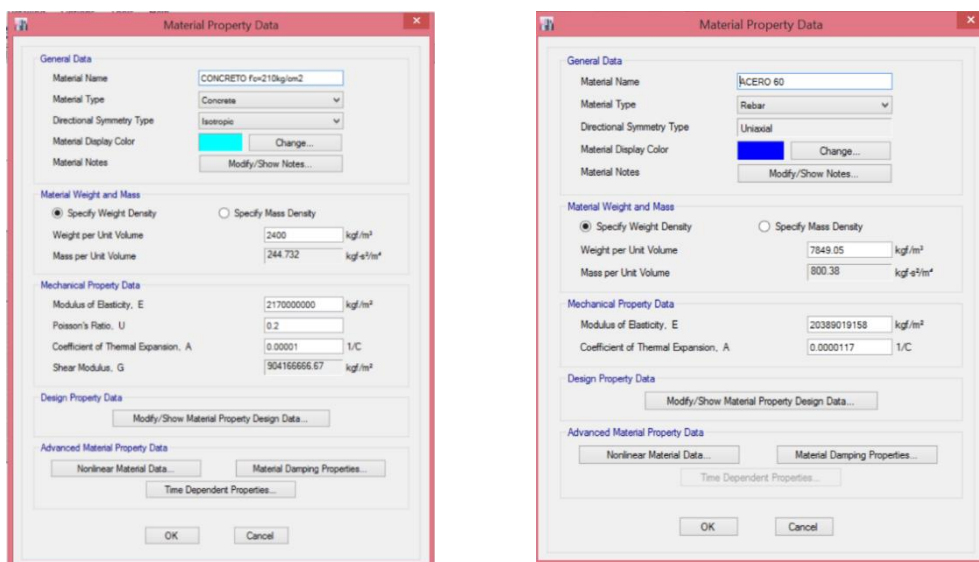 Material Property Data
General Data
Material Name CONCRETO f'c=210kg/cm2
Material Type Concrete
Directional Symmetry Type Isotropic
Material Display Color Change...
Material Notes Modify/Show Notes...
Material Weight and Mass
Specify Weight Density Specify Mass Density
Weight per Unit Volume 2400 kgf/m³
Mass per Unit Volume 244.732 kgf-s²/m⁴
Mechanical Property Data
Modulus of Elasticity, E 2170000000 kgf/m²
Poisson's Ratio, U 0.2
Coefficient of Thermal Expansion, A 0.00001 1/C
Shear Modulus, G 904166666.67 kgf/m²
Design Property Data
Modify/Show Material Property Design Data...
Advanced Material Property Data
Nonlinear Material Data... Material Damping Properties...
Time Dependent Properties...
OK Cancel
Material Property Data
General Data
Material Name ACERO 60
Material Type Rebar
Directional Symmetry Type Uniaxial
Material Display Color Change...
Material Notes Modify/Show Notes...
Material Weight and Mass
Specify Weight Density Specify Mass Density
Weight per Unit Volume 7849.05 kgf/m³
Mass per Unit Volume 800.38 kgf-s²/m⁴
Mechanical Property Data
Modulus of Elasticity, E 20389019158 kgf/m²
Coefficient of Thermal Expansion, A 0.0000117 1/C
Design Property Data
Modify/Show Material Property Design Data...
Advanced Material Property Data
Nonlinear Material Data... Material Damping Properties...
Time Dependent Properties...
OK Cancel